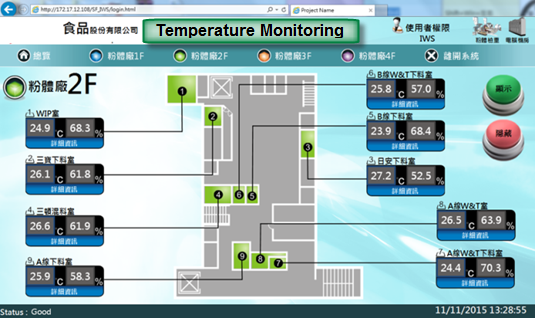 http://172.17.12.108/SF_IWS/login.html
Project Name
食品股份有限公司
Temperature Monitoring
使用者權限
IWS
粉體檢重
電腦機房
總覽
粉體廠1F
粉體廠2F
粉體廠3F
粉體廠4F
離開系統
粉體廠2F
1 WIP室
24.9 C 68.3 %
詳細資訊
2 三寶下料室
26.1 C 61.8 %
詳細資訊
4 三頓混料室
26.6 C 61.9 %
詳細資訊
9 A線下料室
25.9 C 58.3 %
詳細資訊
1
2
3
4
6
5
9
8
7
6 B線W&T下料室
25.8 C 57.0 %
詳細資訊
5 B線下料室
23.9 C 68.4 %
詳細資訊
3 日安下料室
27.2 C 52.5 %
詳細資訊
8 A線W&T室
26.5 C 63.9 %
詳細資訊
7 A線W&T下料室
24.4 C 70.3 %
詳細資訊
顯示
隱藏
Status : Good
11/11/2015 13:28:55